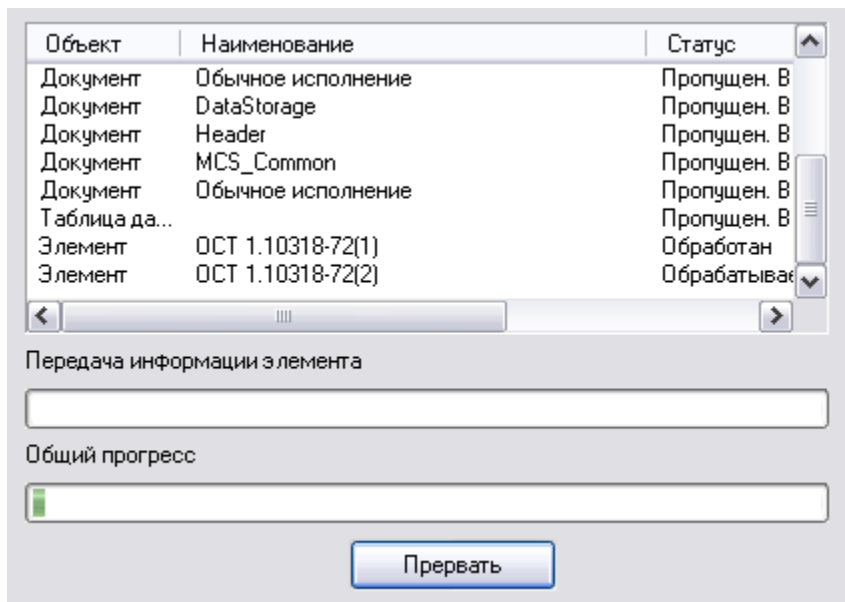 Объект Наименование Статус
Документ Обычное исполнение Пропущен. В
Документ DataStorage Пропущен. В
Документ Header Пропущен. В
Документ MCS_Common Пропущен. В
Документ Обычное исполнение Пропущен. В
Таблица да... Пропущен. В
Элемент ОСТ 1.10318-72(1) Обработан
Элемент ОСТ 1.10318-72(2) Обрабатывае
Передача информации элемента
Общий прогресс
Прервать